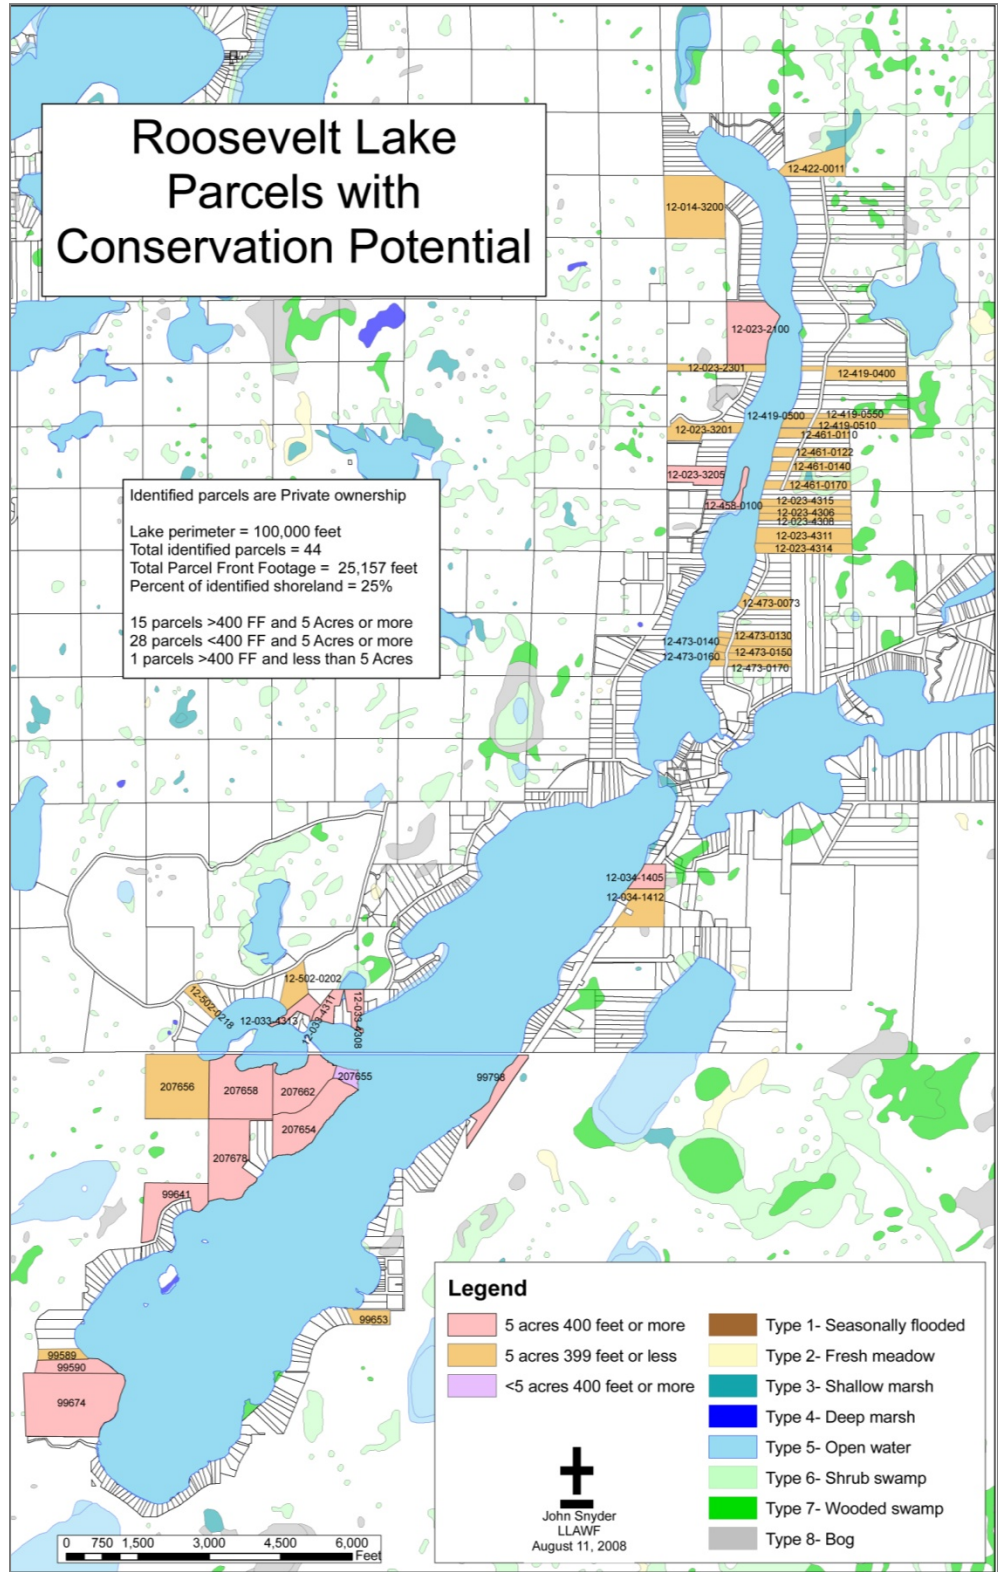 Roosevelt Lake
Parcels with
Conservation Potential
12-422-0011
12-014-3200
12-023-2100
12-023-2301
12-419-0400
12-419-0500
12-419-0550
12-419-0510
12-023-3201
12-461-0110
12-461-0122
12-461-0140
12-023-3205
12-461-0170
12-458-0100
12-023-4315
12-023-4306
12-023-4308
12-023-4311
12-023-4314
Identified parcels are Private ownership
Lake perimeter = 100,000 feet
Total identified parcels = 44
Total Parcel Front Footage = 25,157 feet
Percent of identified shoreland = 25%
15 parcels >400 FF and 5 Acres or more
28 parcels <400 FF and 5 Acres or more
1 parcels >400 FF and less than 5 Acres
12-473-0073
12-473-0140
12-473-0130
12-473-0160
12-473-0150
12-473-0170
12-034-1405
12-034-1412
12-502-0202
12-502-0218
12-033-4313
12-033-4311
12-033-4308
207656
207658
207662
207655
99798
207654
207678
99641
99653
99589
99590
99674
Legend
5 acres 400 feet or more
5 acres 399 feet or less
<5 acres 400 feet or more
Type 1- Seasonally flooded
Type 2- Fresh meadow
Type 3- Shallow marsh
Type 4- Deep marsh
Type 5- Open water
Type 6- Shrub swamp
Type 7- Wooded swamp
Type 8- Bog
John Snyder
LLAWF
August 11, 2008
0 750 1,500 3,000 4,500 6,000
Feet